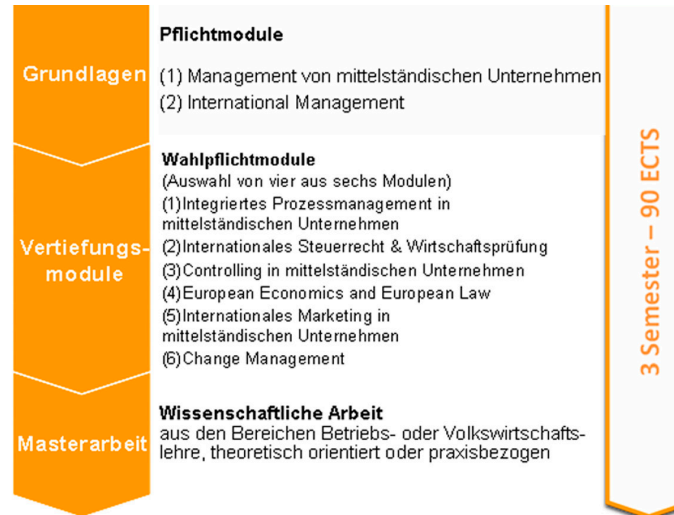 Grundlagen
Pflichtmodule
(1) Management von mittelständischen Unternehmen
(2) International Management
Vertiefungs-
module
Wahlpflichtmodule
(Auswahl von vier aus sechs Modulen)
(1)Integriertes Prozessmanagement in
mittelständischen Unternehmen
(2)Internationales Steuerrecht & Wirtschaftsprüfung
(3)Controlling in mittelständischen Unternehmen
(4)European Economics and European Law
(5)Internationales Marketing in
mittelständischen Unternehmen
(6)Change Management
Masterarbeit
Wissenschaftliche Arbeit
aus den Bereichen Betriebs- oder Volkswirtschafts-
lehre, theoretisch orientiert oder praxisbezogen
3 Semester – 90 ECTS